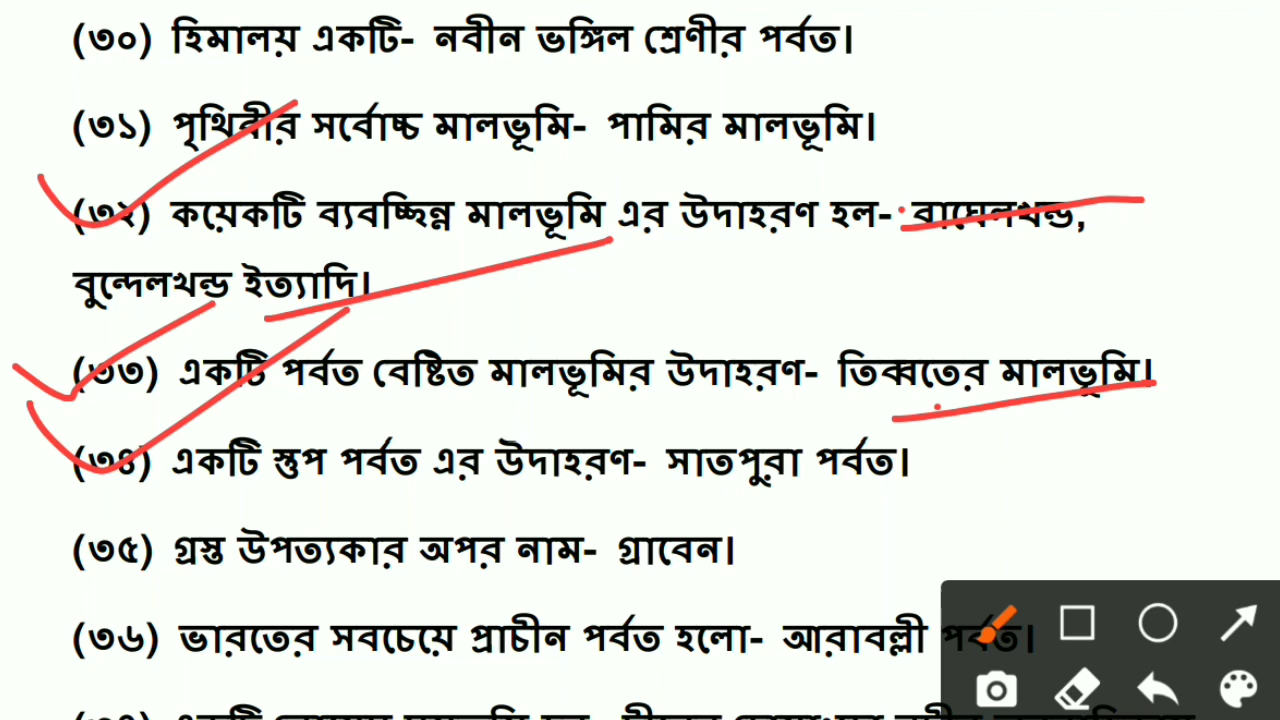 (৩০) হিমালয় একটি- নবীন ভঙ্গিল শ্রেণীর পর্বত।
(৩১) পৃথিবীর সর্বোচ্চ মালভূমি- পামির মালভূমি।
(৩২) কয়েকটি ব্যবচ্ছিন্ন মালভূমি এর উদাহরণ হল- বাঘেলখন্ড,
বুন্দেলখন্ড ইত্যাদি।
(৩৩) একটি পর্বত বেষ্টিত মালভূমির উদাহরণ- তিব্বতের মালভূমি।
(৩৪) একটি স্তুপ পর্বত এর উদাহরণ- সাতপুরা পর্বত।
(৩৫) গ্রস্ত উপত্যকার অপর নাম- গ্রাবেন।
(৩৬) ভারতের সবচেয়ে প্রাচীন পর্বত হলো- আরাবল্লী পর্বত।